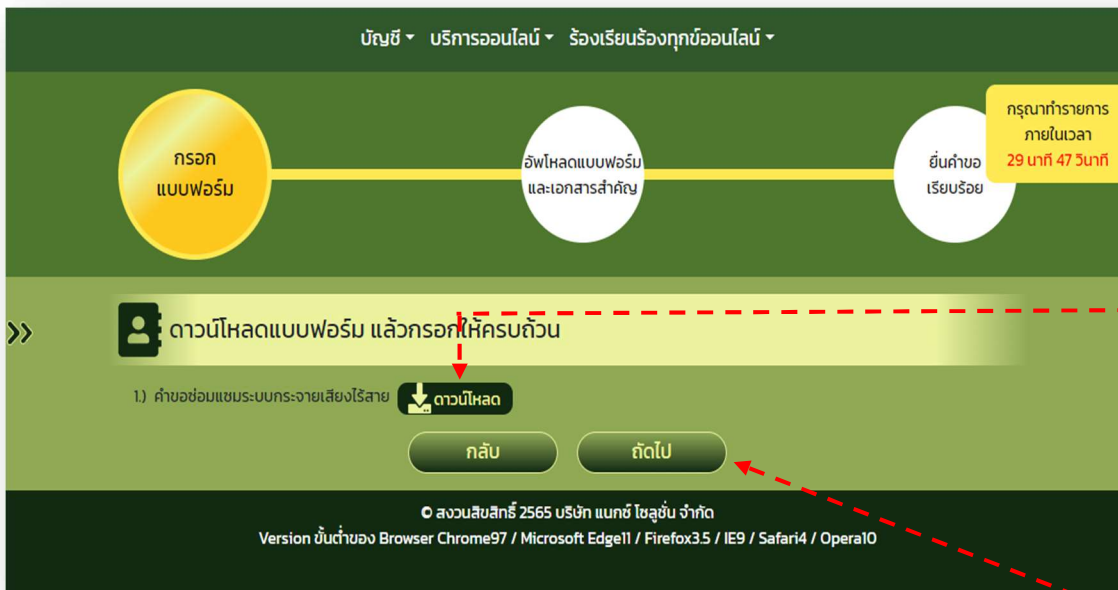 บัญชี บริการออนไลน์ ร้องเรียนร้องทุกข์ออนไลน์
กรอก
แบบฟอร์ม
อัพโหลดแบบฟอร์ม
และเอกสารสำคัญ
ยื่นคำขอ
เรียบร้อย
กรุณาทำรายการ
ภายในเวลา
29 นาที 47 วินาที
ดาวน์โหลดแบบฟอร์ม แล้วกรอกให้ครบถ้วน
1.) คำขอซ่อมแซมระบบกระจายเสียงไร้สาย ดาวน์โหลด
กลับ ถัดไป
© สงวนสิขสิทธิ์ 2565 บริษัท แนกซ์ โซลูชั่น จำกัด
Version ขั้นต่ำของ Browser Chrome97 / Microsoft Edge11 / Firefox3.5 / IE9 / Safari4 / Opera10